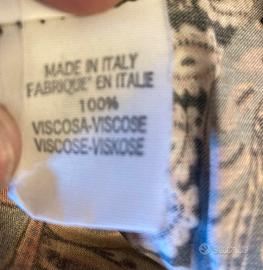 MADE IN ITALY
FABRIQUE' EN ITALIE
100%
VISCOSA-VISCOSE
VISCOSE-VISKOSE